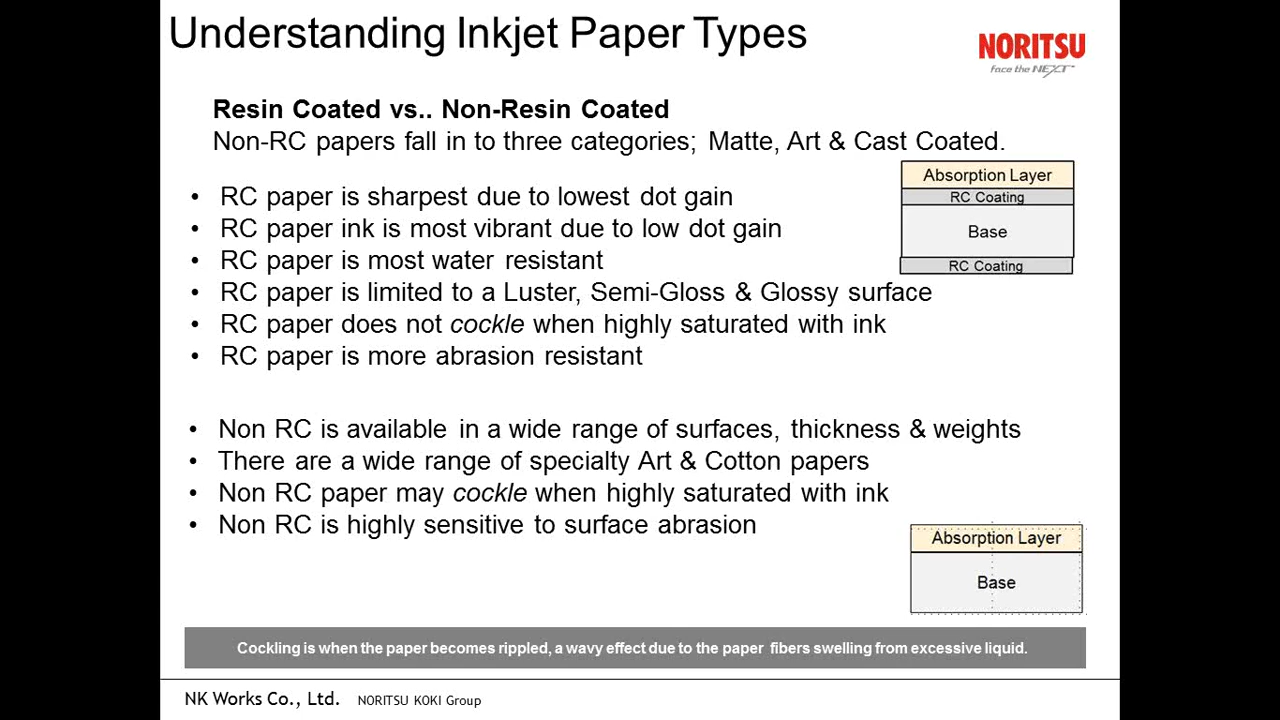 Understanding Inkjet Paper Types
NORITSU
face the NEXT™
Resin Coated vs.. Non-Resin Coated
Non-RC papers fall in to three categories; Matte, Art & Cast Coated.
• RC paper is sharpest due to lowest dot gain
• RC paper ink is most vibrant due to low dot gain
• RC paper is most water resistant
• RC paper is limited to a Luster, Semi-Gloss & Glossy surface
• RC paper does not cockle when highly saturated with ink
• RC paper is more abrasion resistant
Absorption Layer
RC Coating
Base
RC Coating
• Non RC is available in a wide range of surfaces, thickness & weights
• There are a wide range of specialty Art & Cotton papers
• Non RC paper may cockle when highly saturated with ink
• Non RC is highly sensitive to surface abrasion
Absorption Layer
Base
Cockling is when the paper becomes rippled, a wavy effect due to the paper fibers swelling from excessive liquid.
NK Works Co., Ltd. NORITSU KOKI Group